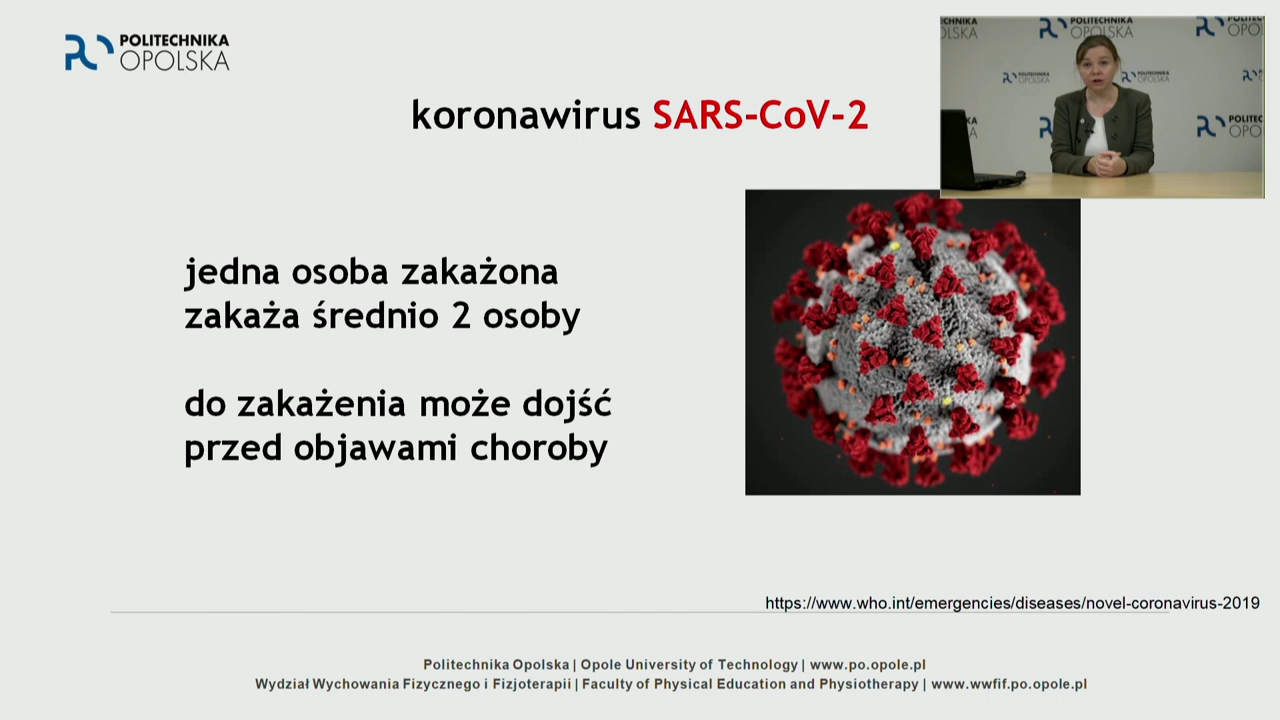 POLITECHNIKA
OPOLSKA
koronawirus SARS-CoV-2
jedna osoba zakażona
zakaża średnio 2 osoby
do zakażenia może dojść
przed objawami choroby
https://www.who.int/emergencies/diseases/novel-coronavirus-2019
Politechnika Opolska | Opole University of Technology | www.po.opole.pl
Wydział Wychowania Fizycznego i Fizjoterapii | Faculty of Physical Education and Physiotherapy | www.wwfif.po.opole.pl